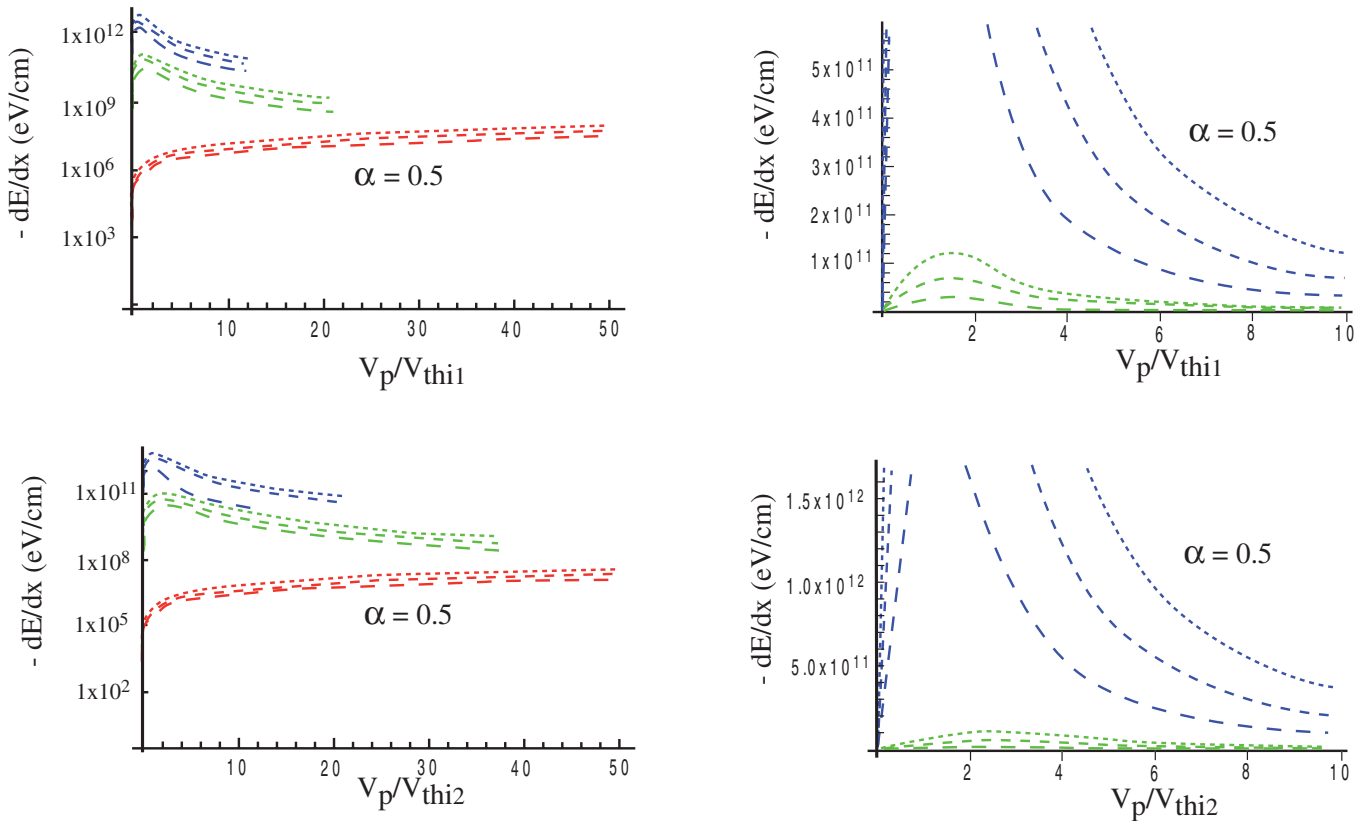 - dE/dx (eV/cm)
1x10^12
1x10^9
1x10^6
1x10^3
α = 0.5
10 20 30 40 50
V_p/V_thi1
- dE/dx (eV/cm)
5x10^11
4x10^11
3x10^11
2x10^11
1x10^11
α = 0.5
2 4 6 8 10
V_p/V_thi1
- dE/dx (eV/cm)
1x10^11
1x10^8
1x10^5
1x10^2
α = 0.5
10 20 30 40 50
V_p/V_thi2
- dE/dx (eV/cm)
1.5x10^12
1.0x10^12
5.0x10^11
α = 0.5
2 4 6 8 10
V_p/V_thi2